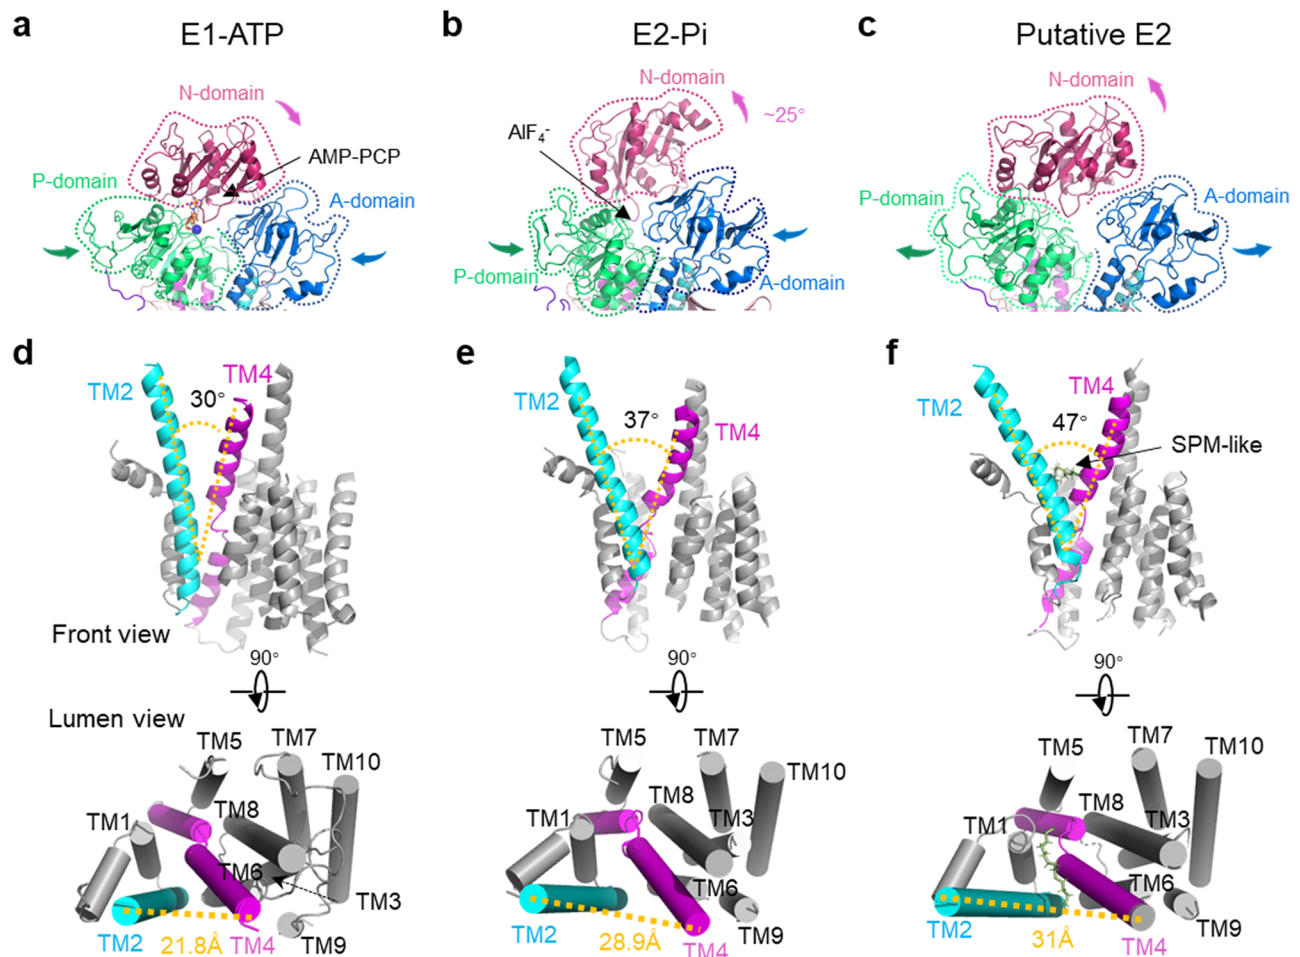 a
E1-ATP
b
E2-Pi
c
Putative E2
N-domain
AMP-PCP
P-domain
A-domain
N-domain
~25°
AlF4-
P-domain
A-domain
N-domain
P-domain
A-domain
d
TM2
TM4
30°
e
TM2
37°
TM4
f
TM2
TM4
47°
SPM-like
Front view
90°
90°
90°
Lumen view
TM5
TM7
TM10
TM1
TM8
TM6
TM3
TM2
21.8Å
TM4
TM9
TM5
TM7
TM10
TM1
TM8
TM3
TM6
TM2
28.9Å
TM4
TM9
TM5
TM7
TM10
TM1
TM8
TM3
TM6
TM2
31Å
TM4
TM9